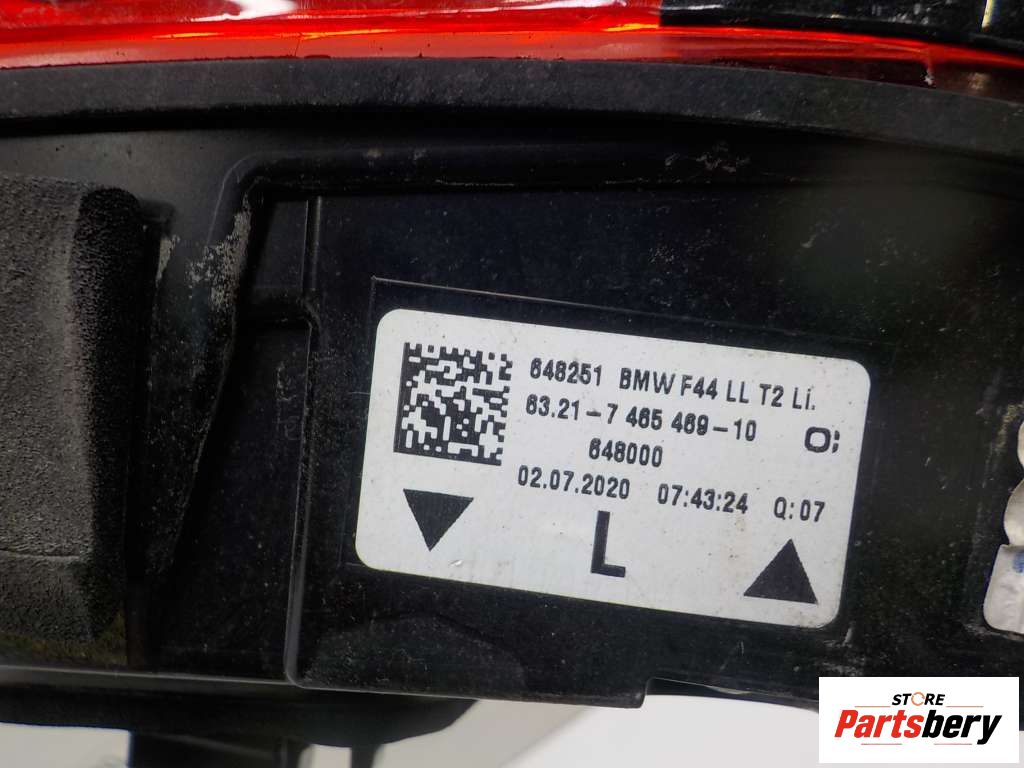 648251 BMW F44 LL T2 Li.
63.21-7 465 469-10
648000
02.07.2020 07:43:24 Q:07
L
STORE
Partsbery